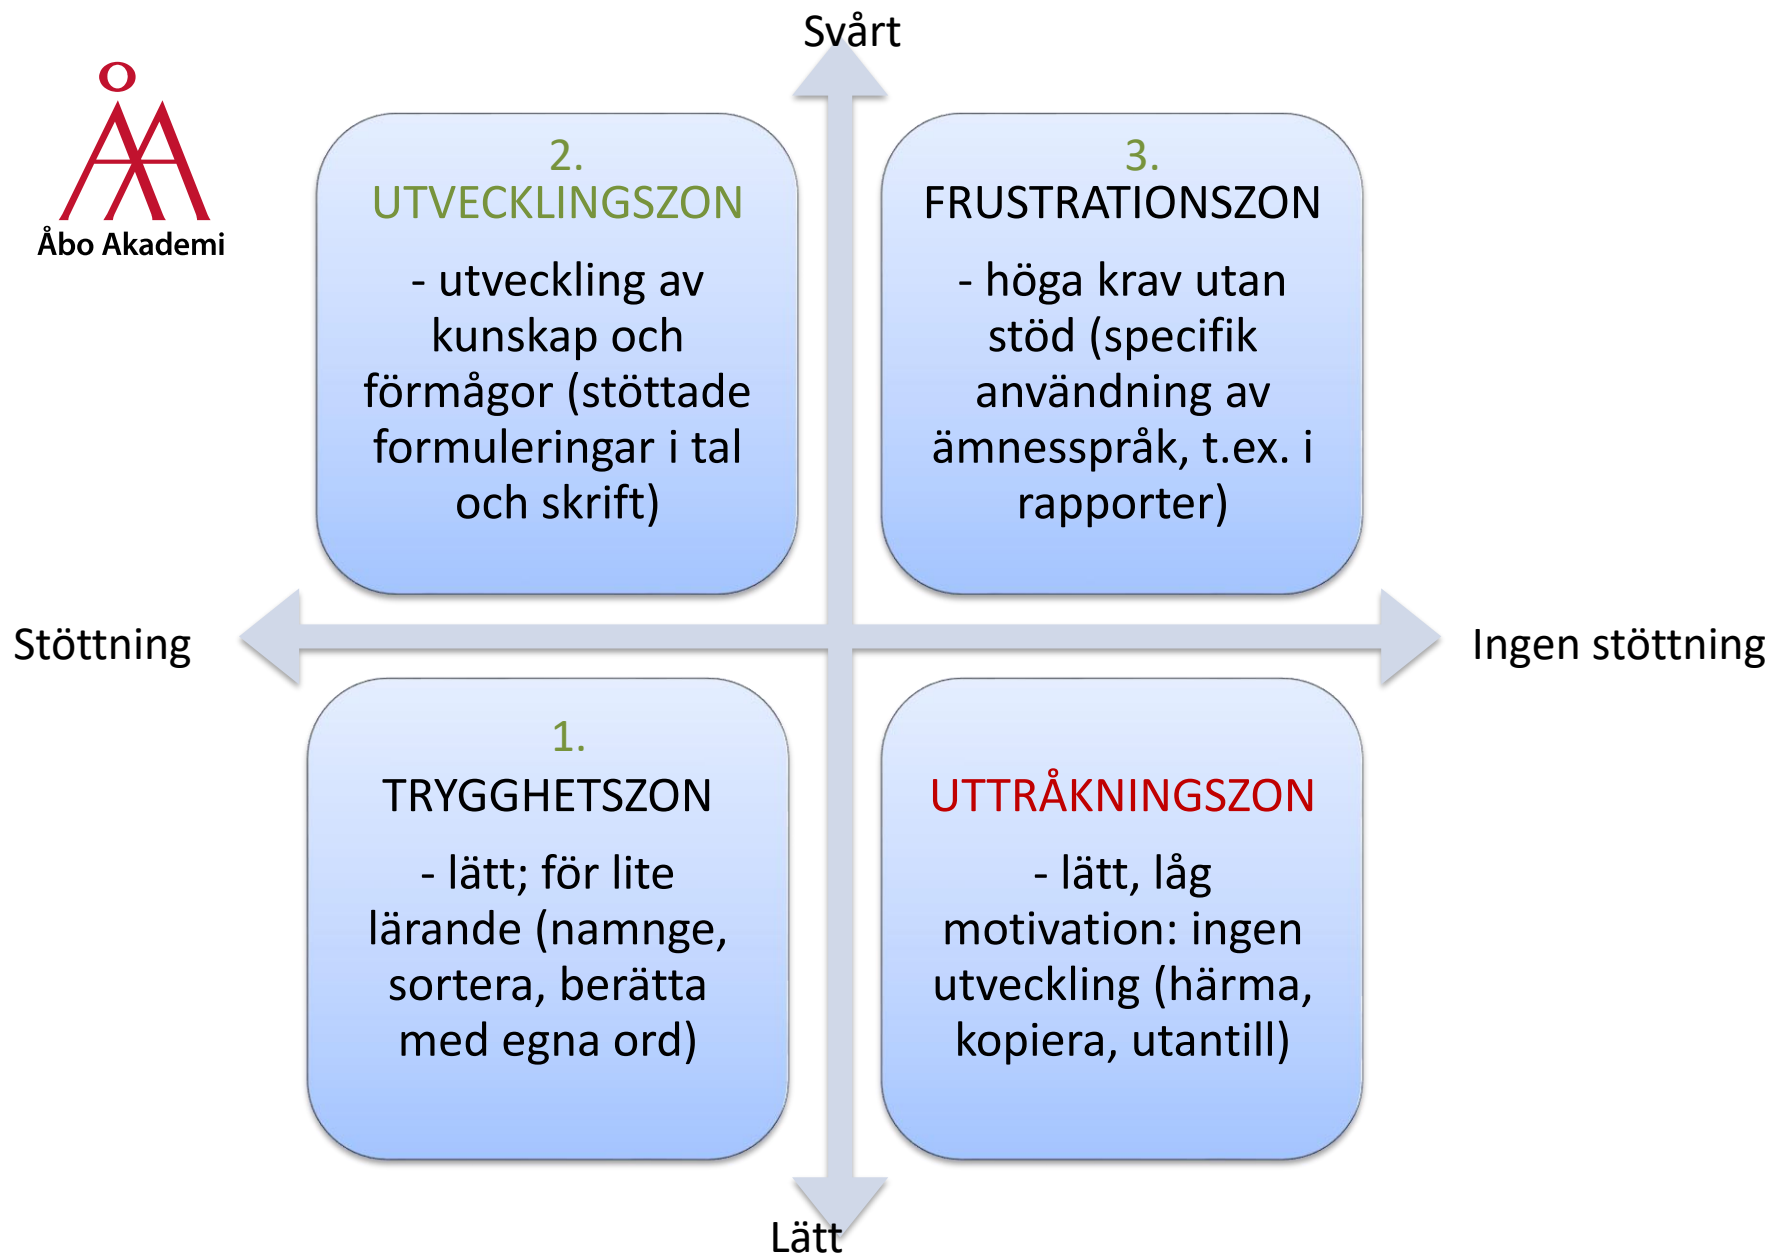 Svårt
Åbo Akademi
2.
UTVECKLINGSZON
- utveckling av
kunskap och
förmågor (stöttade
formuleringar i tal
och skrift)
3.
FRUSTRATIONSZON
- höga krav utan
stöd (specifik
användning av
ämnesspråk, t.ex. i
rapporter)
Stöttning
Ingen stöttning
1.
TRYGGHETSZON
- lätt; för lite
lärande (namnge,
sortera, berätta
med egna ord)
UTTRÅKNINGSZON
- lätt, låg
motivation: ingen
utveckling (härma,
kopiera, utantill)
Lätt